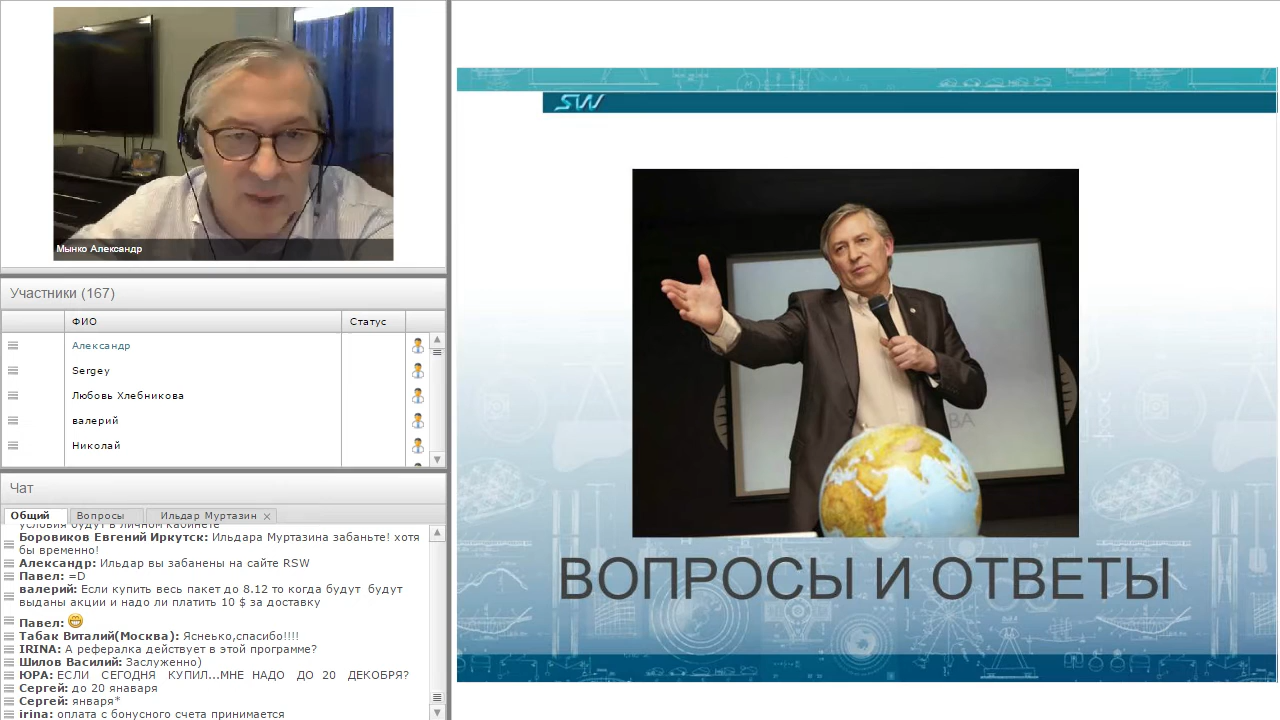 Мынко Александр
Участники (167)
ФИО Статус
Александр
Sergey
Любовь Хлебникова
валерий
Николай
Чат
Общий Вопросы Ильдар Муртазин x
условия будут в личном кабинете
Боровиков Евгений Иркутск: Ильдара Муртазина забаньте! хотя
бы временно!
Александр: Ильдар вы забанены на сайте RSW
Павел: =D
валерий: Если купить весь пакет до 8.12 то когда будут будут
выданы акции и надо ли платить 10 $ за доставку
Павел:
Табак Виталий(Москва): Яснеько,спасибо!!!!
IRINA: А рефералка действует в этой программе?
Шилов Василий: Заслуженно)
ЮРА: ЕСЛИ СЕГОДНЯ КУПИЛ...МНЕ НАДО ДО 20 ДЕКОБРЯ?
Сергей: до 20 янаваря
Сергей: января*
irina: оплата с бонусного счета принимается
SW
ВОПРОСЫ И ОТВЕТЫ